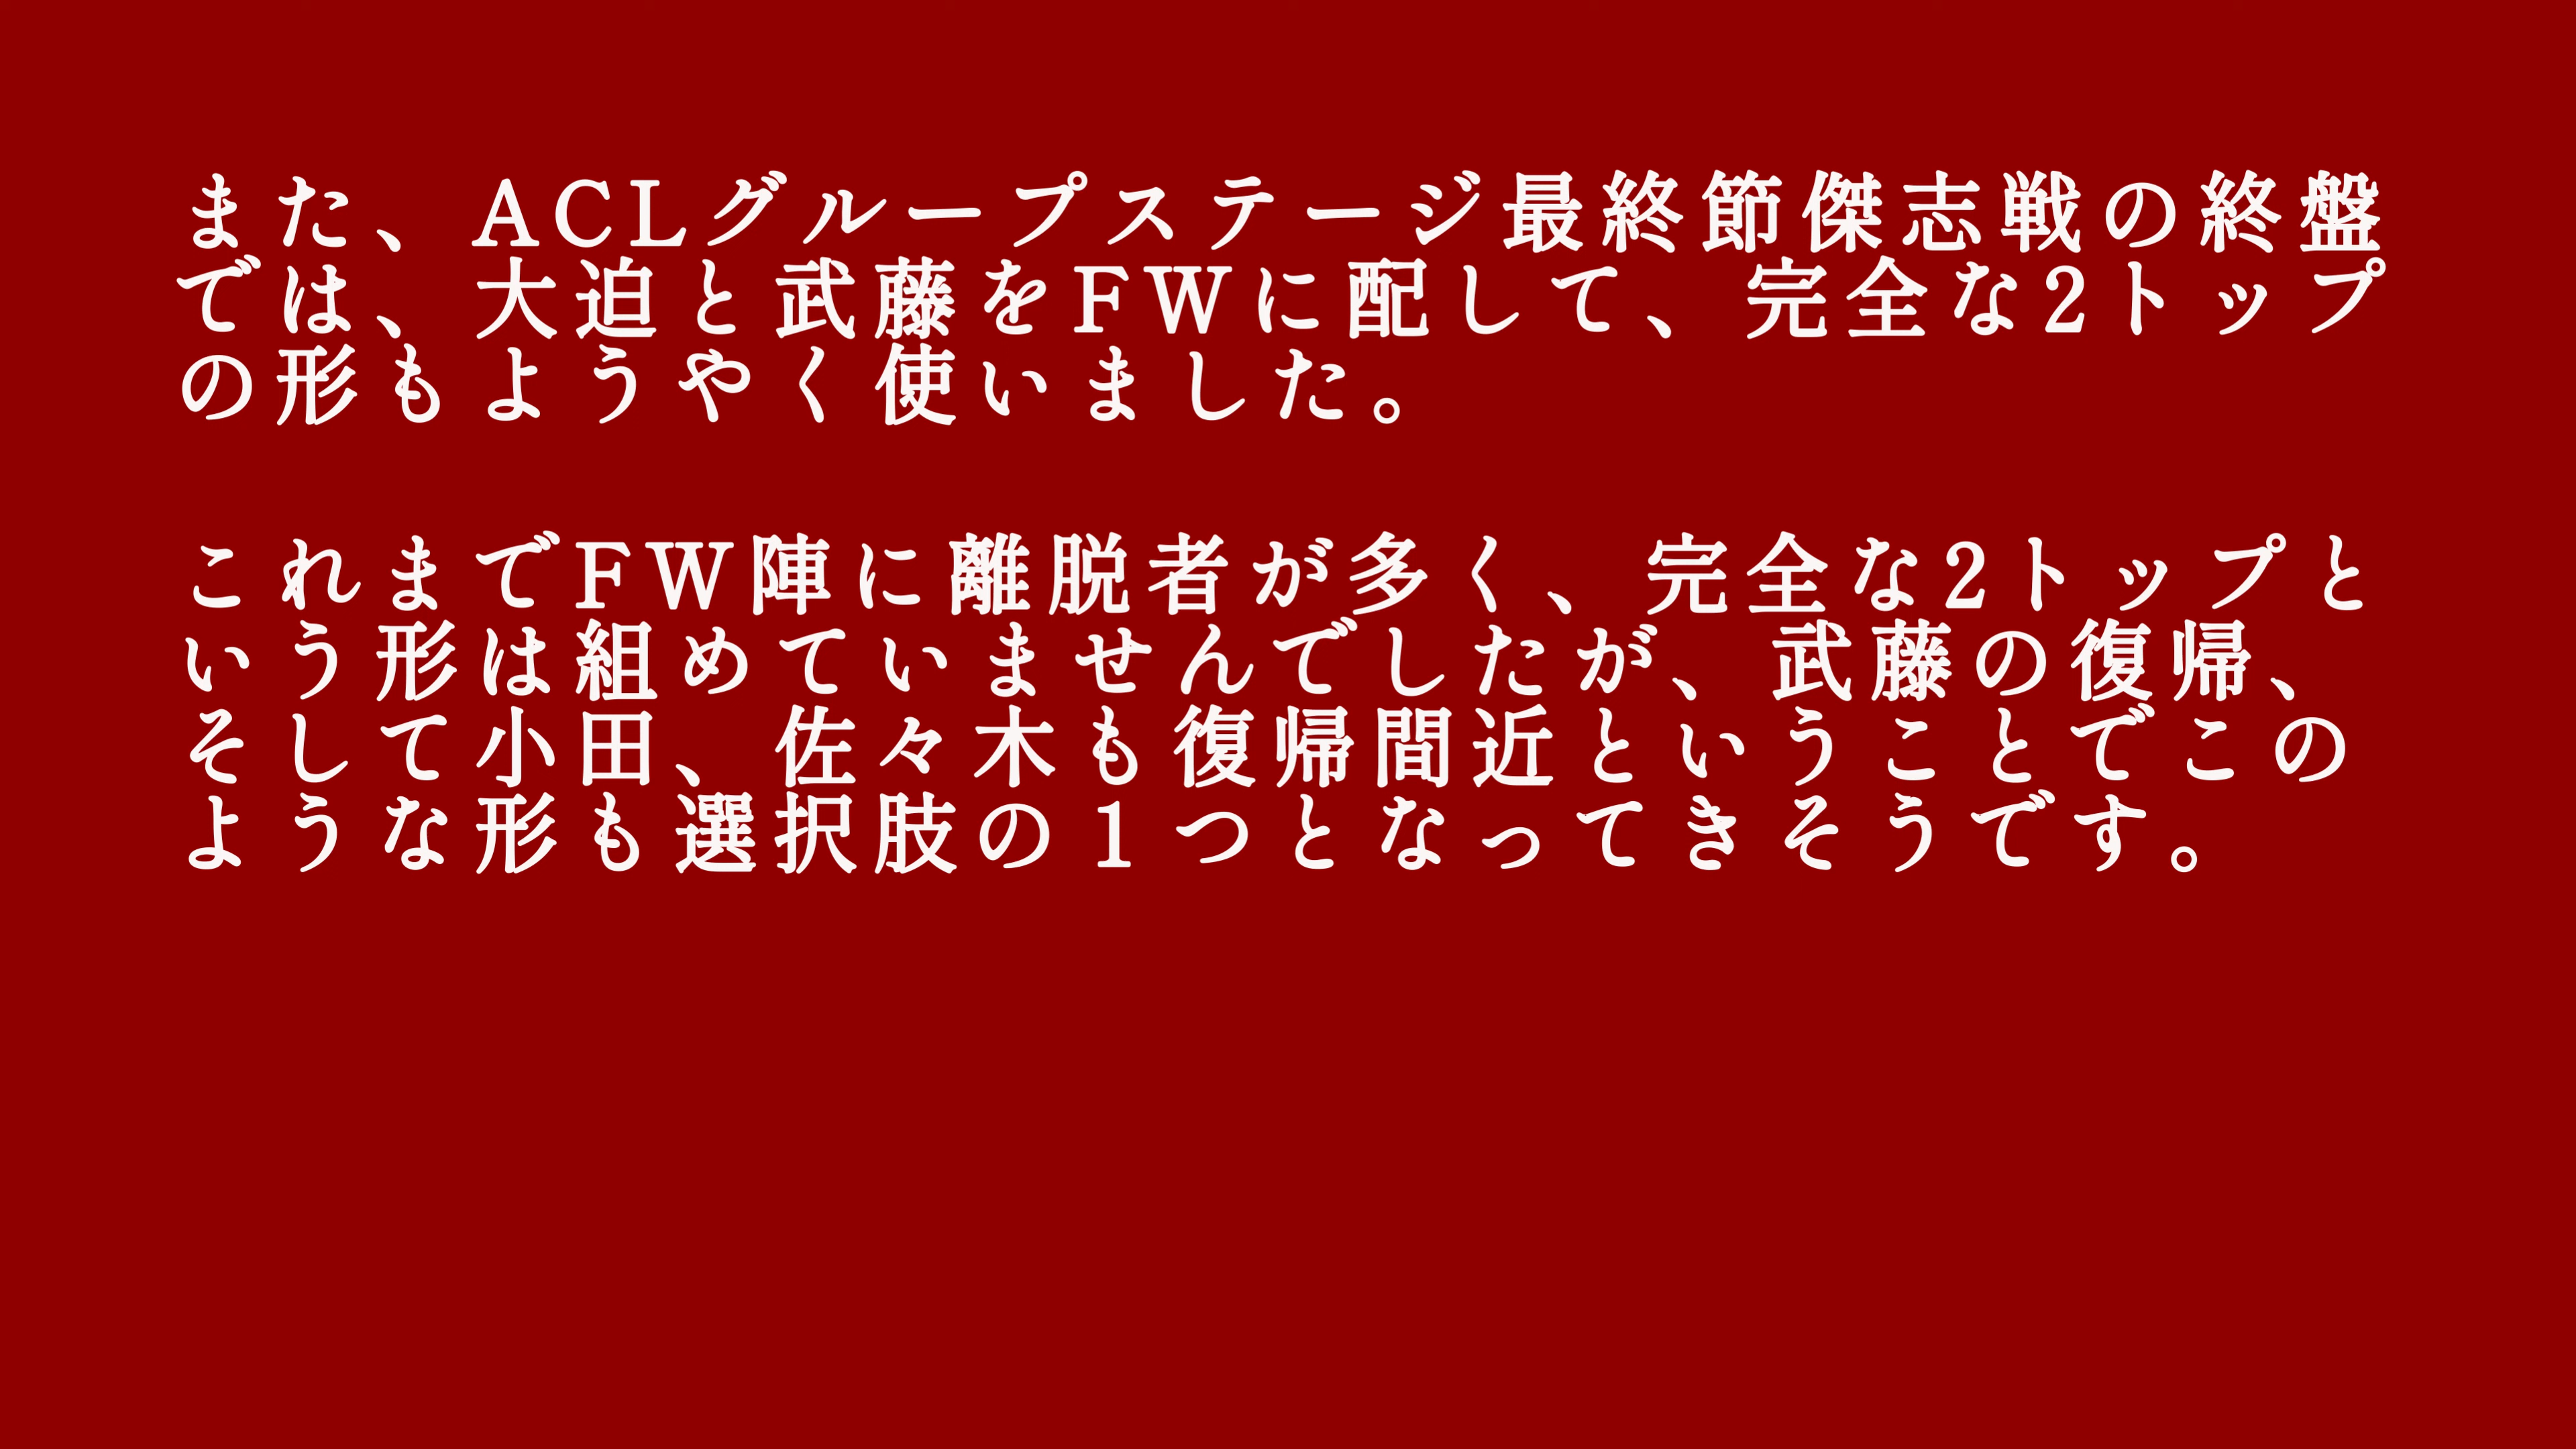 また、ACLグループステージ最終節傑志戦の終盤
では、大迫と武藤をFWに配して、完全な2トップ
の形もようやく使いました。
これまでFW陣に離脱者が多く、完全な2トップと
いう形は組めていませんでしたが、武藤の復帰、
そして小田、佐々木も復帰間近ということでこの
ような形も選択肢の１つとなってきそうです。